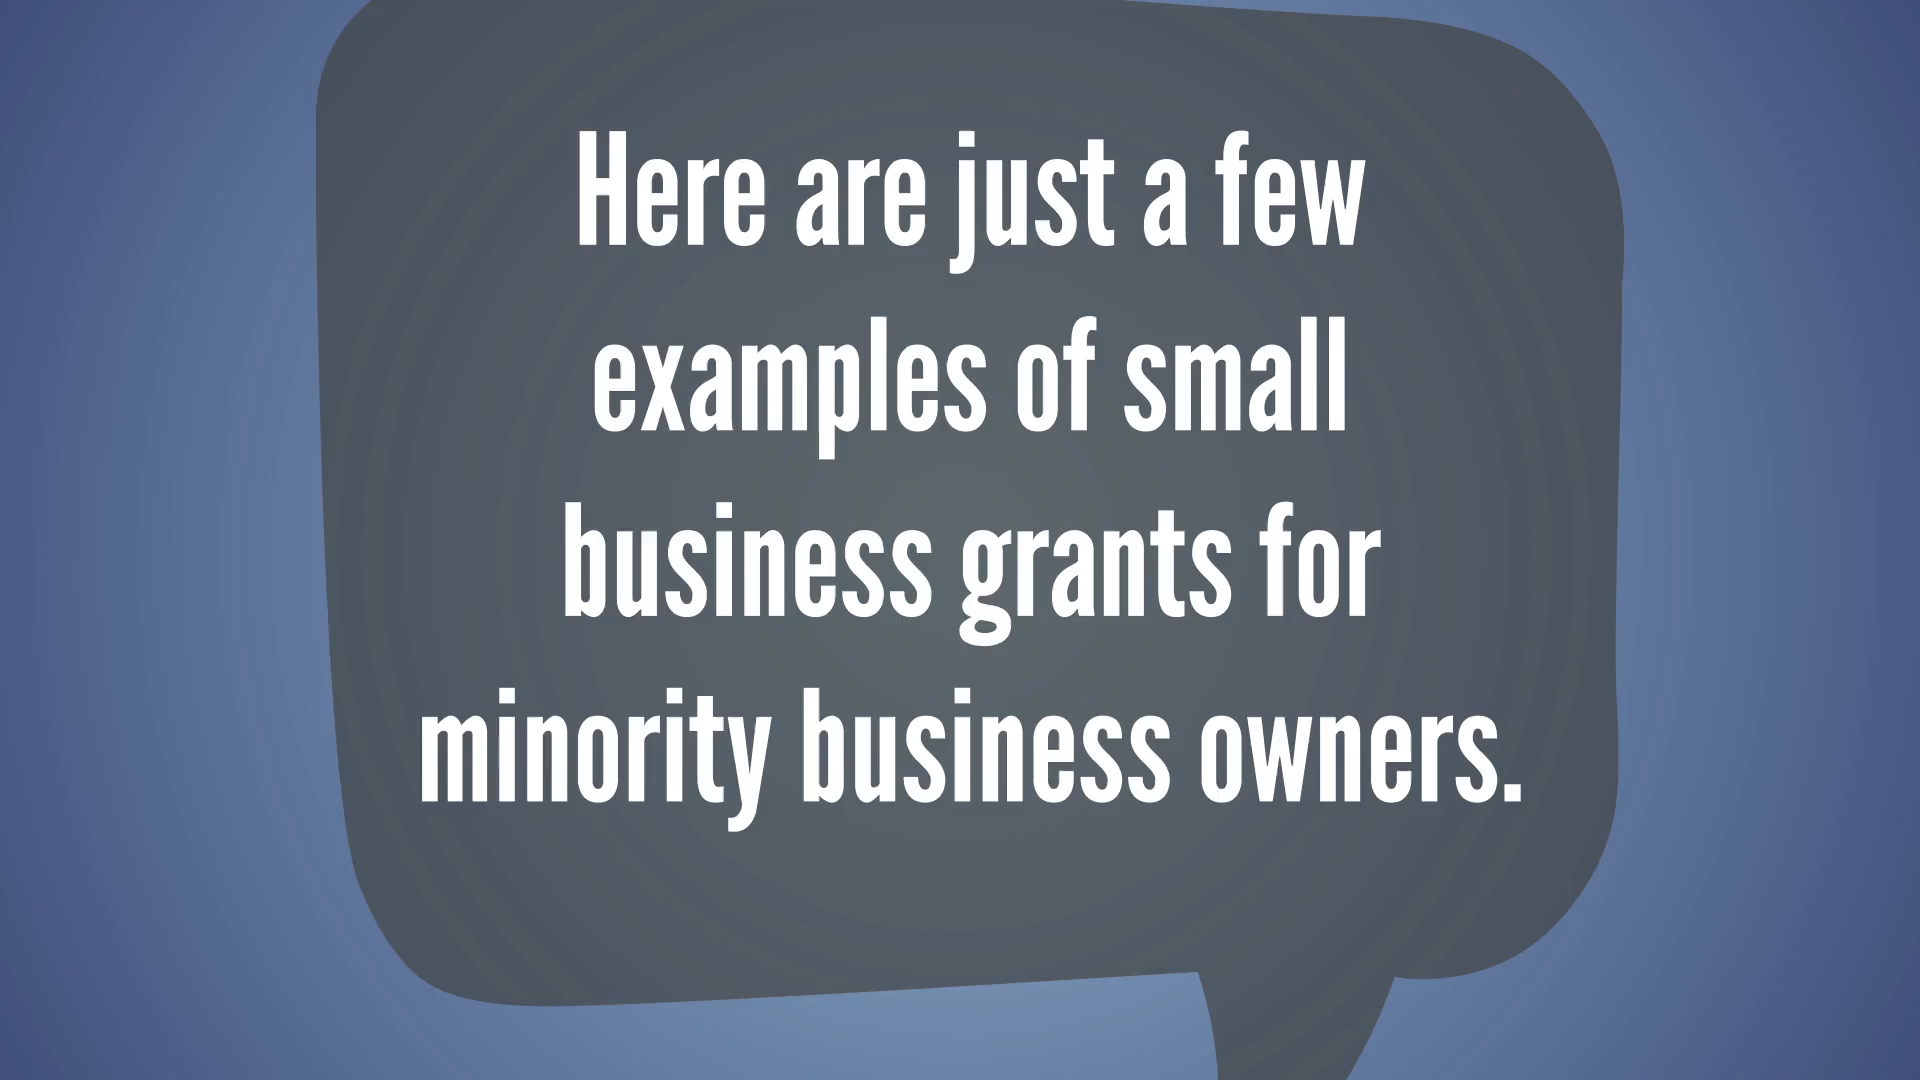 Here are just a few
examples of small
business grants for
minority business owners.